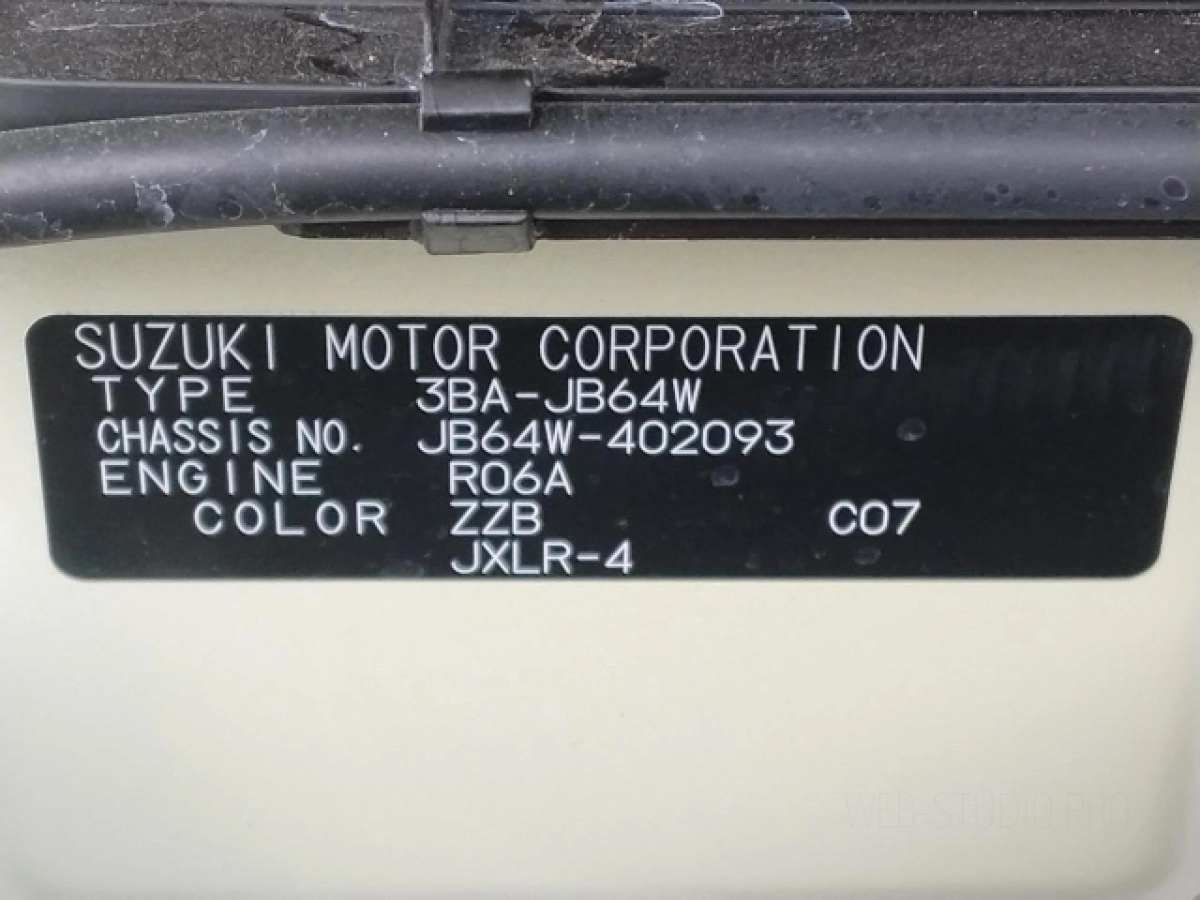 SUZUKI MOTOR CORPORATION
TYPE 3BA-JB64W
CHASSIS NO. JB64W-402093
ENGINE R06A
COLOR ZZB C07
JXLR-4
WEB-STUDIO.PRO